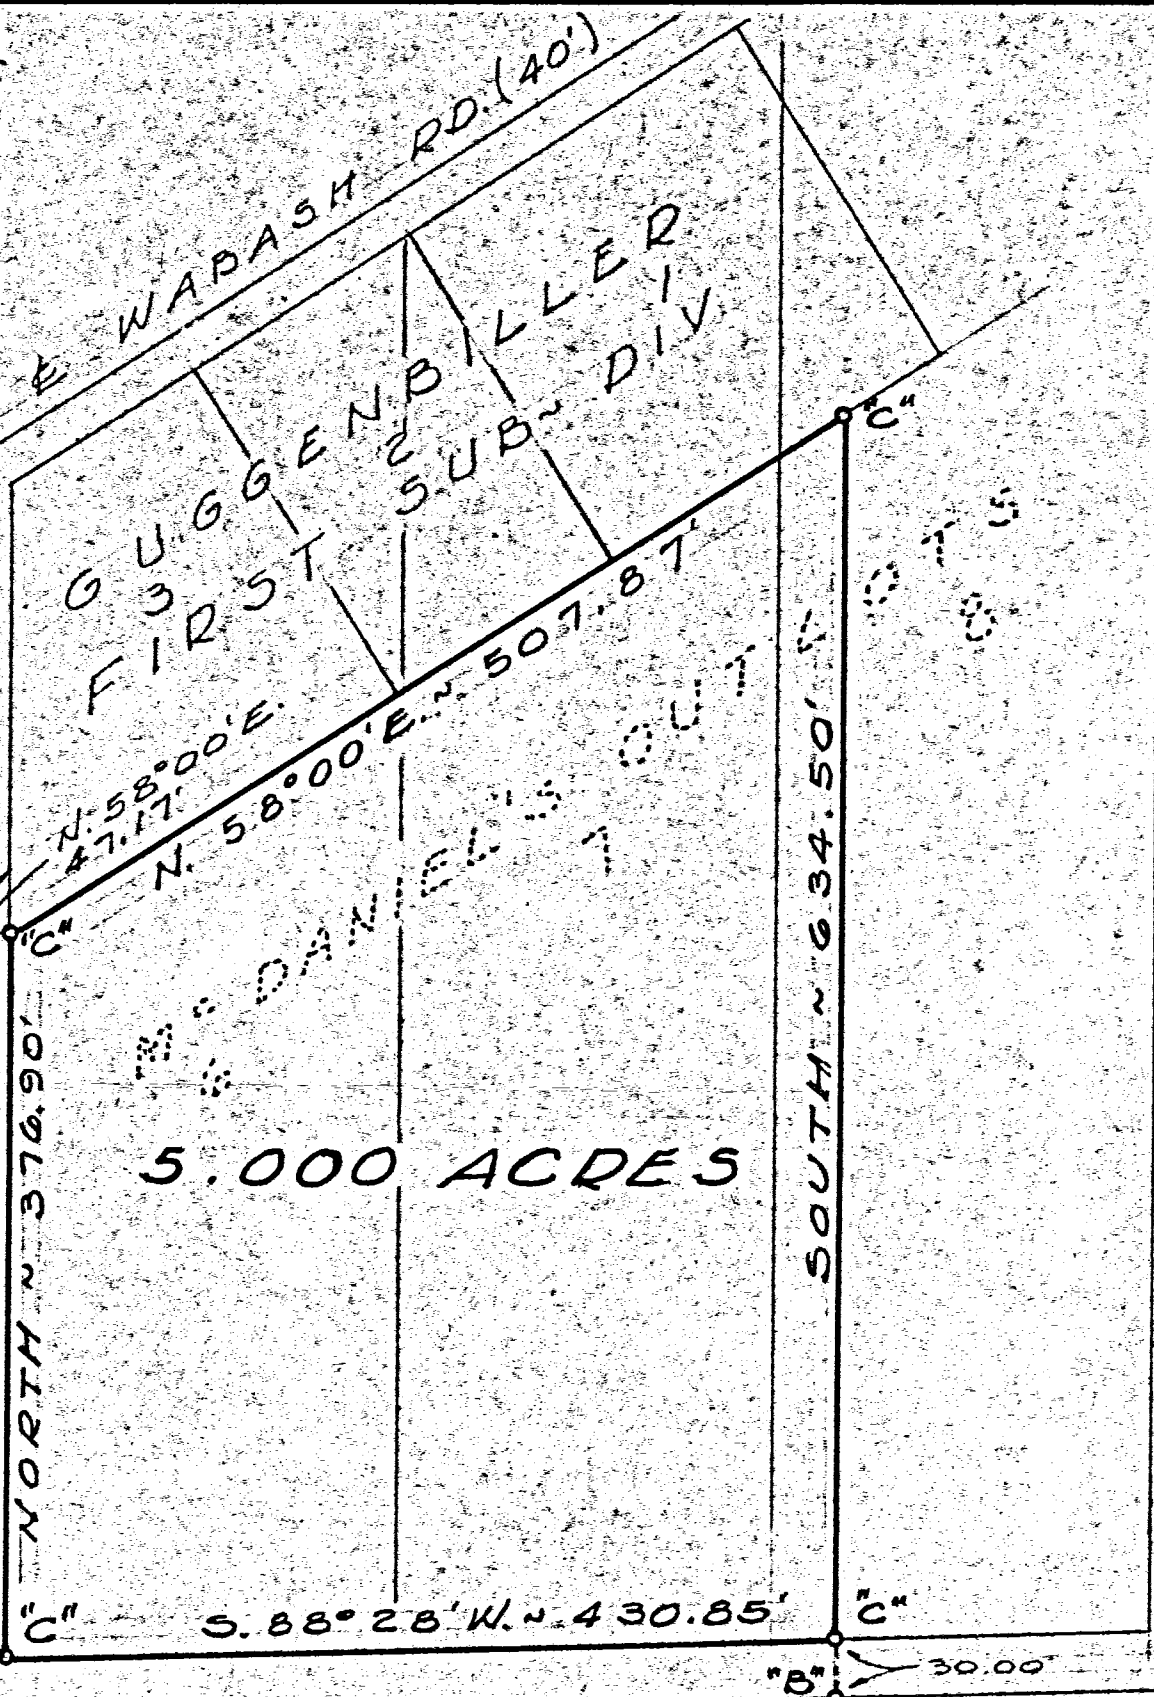 E WABASH RD. (40')
GUGGENBILLER
FIRST SUB~DIV.
1
2
3
N. 58°00'E.
47.17'
N. 58°00'E. ~ 507.87'
"C"
"C"
Mc DANIEL'S OUT LOTS
6
7
8
NORTH ~ 376.90'
SOUTH ~ 634.50'
5.000 ACRES
"C"
S. 88° 28' W. ~ 430.85'
"C"
"B"
30.00